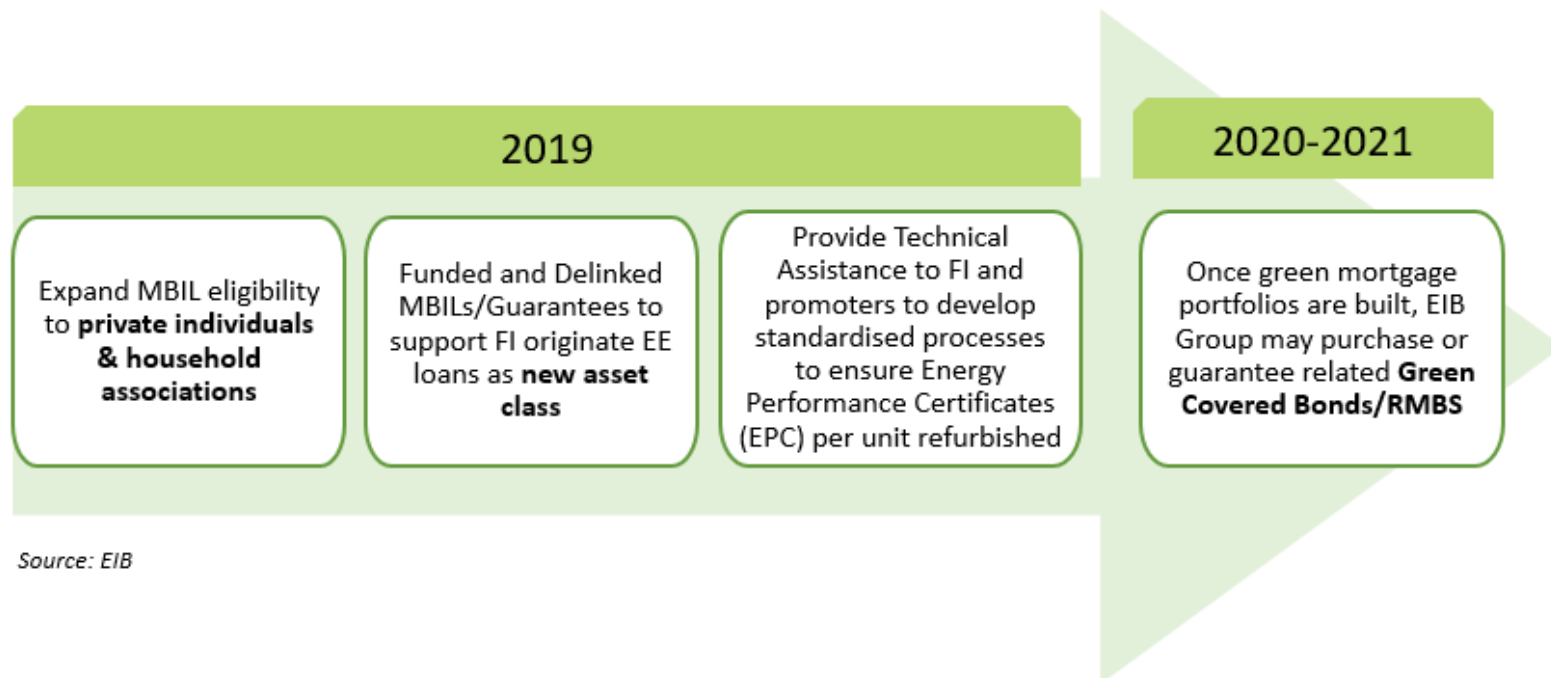 2019
2020-2021
Expand MBIL eligibility
to private individuals
& household
associations
Funded and Delinked
MBILs/Guarantees to
support FI originate EE
loans as new asset
class
Provide Technical
Assistance to FI and
promoters to develop
standardised processes
to ensure Energy
Performance Certificates
(EPC) per unit refurbished
Once green mortgage
portfolios are built, EIB
Group may purchase or
guarantee related Green
Covered Bonds/RMBS
Source: EIB